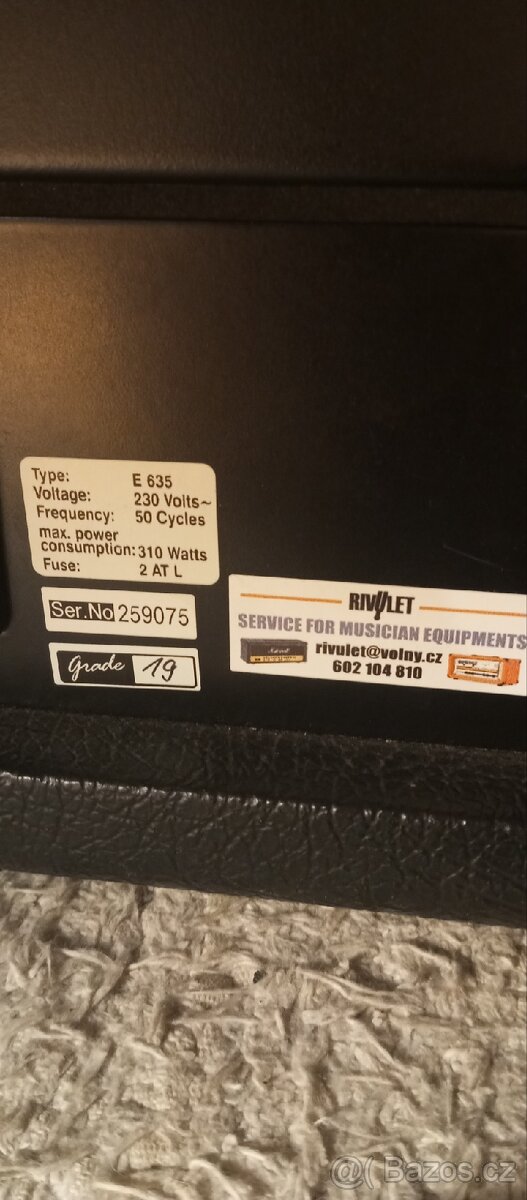 Type: E 635
Voltage: 230 Volts~
Frequency: 50 Cycles
max. power
consumption: 310 Watts
Fuse: 2 AT L
Ser.No 259075
Grade 19
RIVULET
SERVICE FOR MUSICIAN EQUIPMENTS
rivulet@volny.cz
602 104 810
Marshall
Bazos.cz